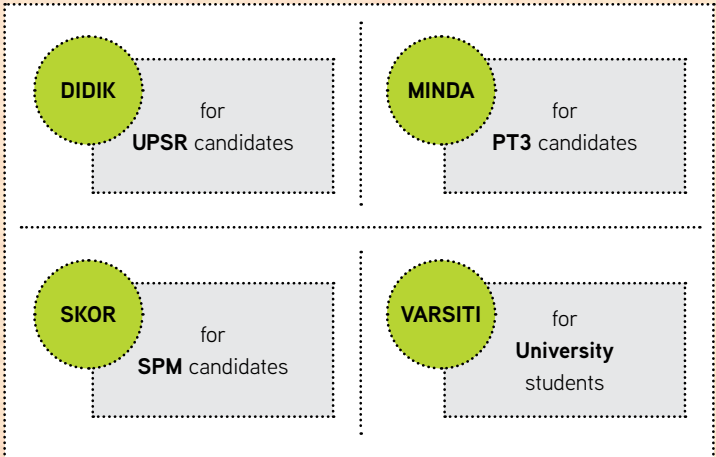 DIDIK
for
UPSR candidates
MINDA
for
PT3 candidates
SKOR
for
SPM candidates
VARSITI
for
University
students